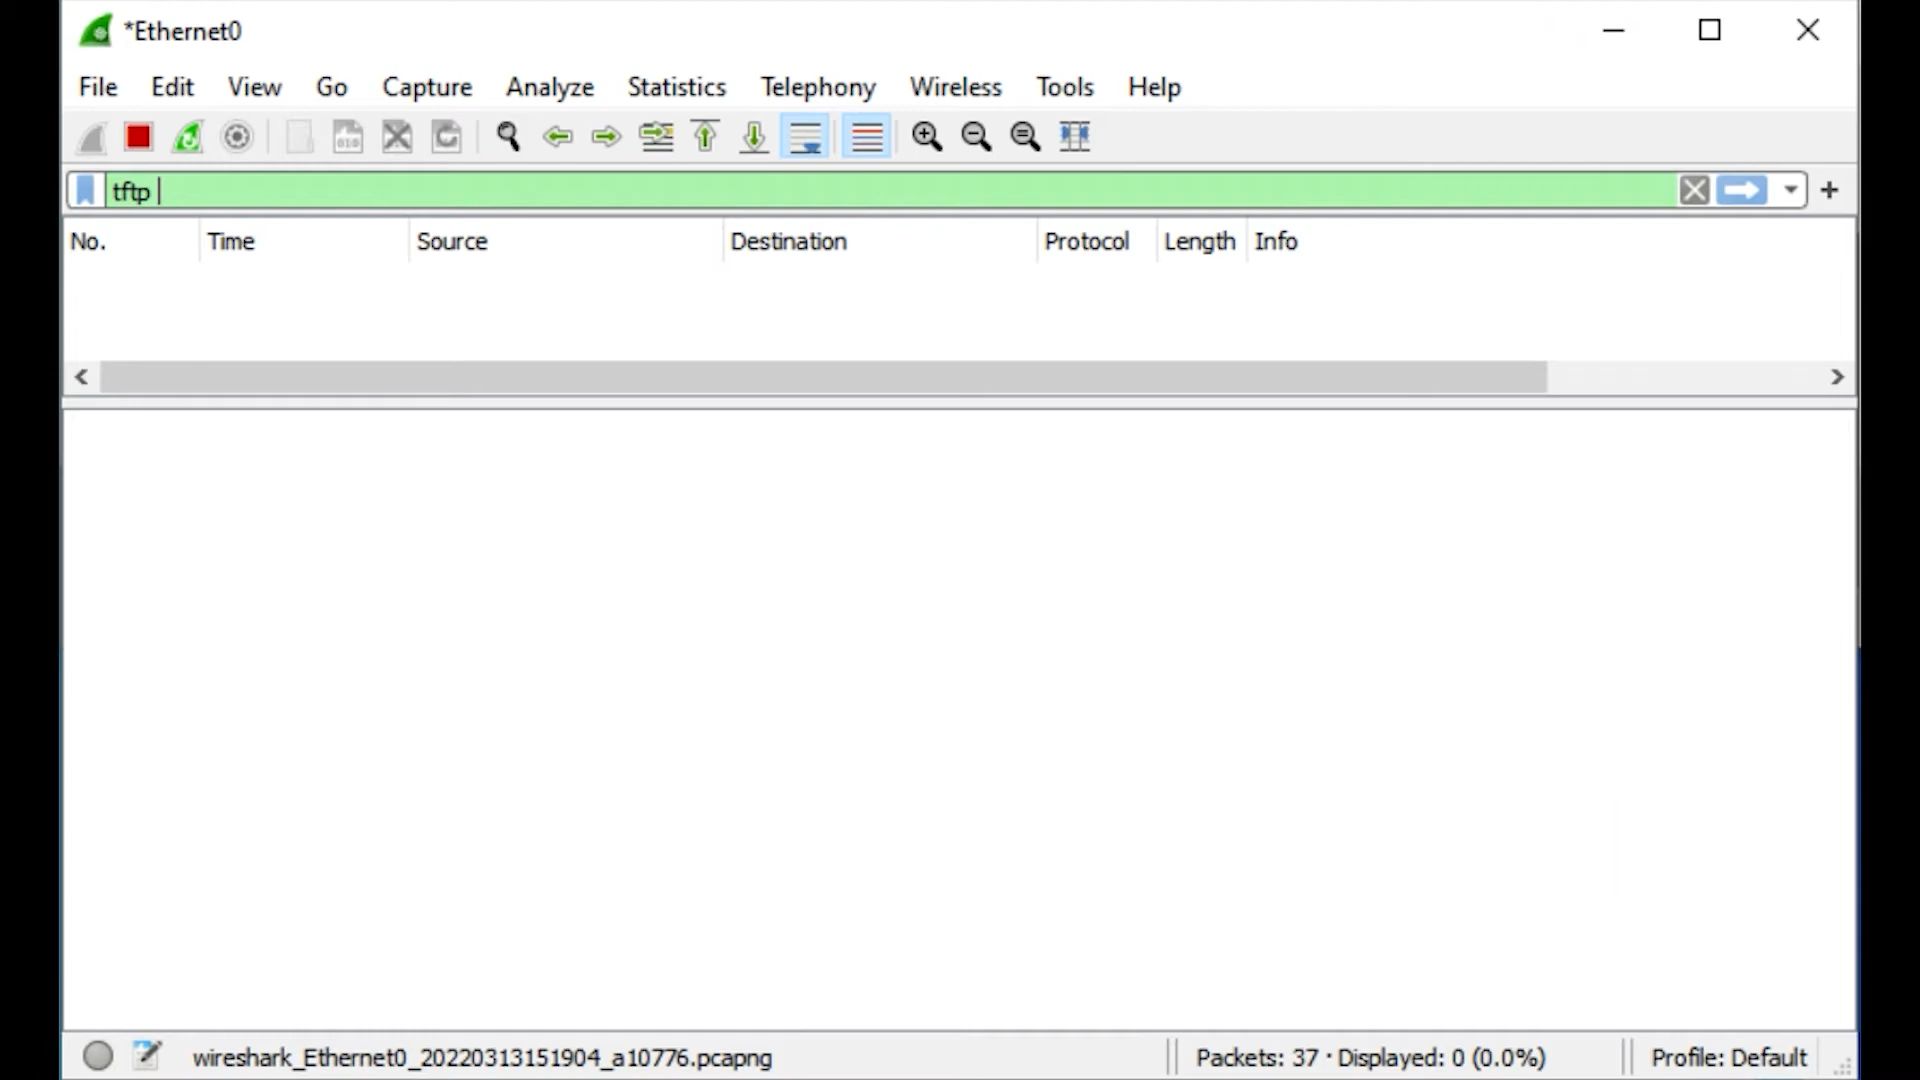 *Ethernet0
File Edit View Go Capture Analyze Statistics Telephony Wireless Tools Help
tftp
No. Time Source Destination Protocol Length Info
wireshark_Ethernet0_20220313151904_a10776.pcapng Packets: 37 · Displayed: 0 (0.0%) Profile: Default